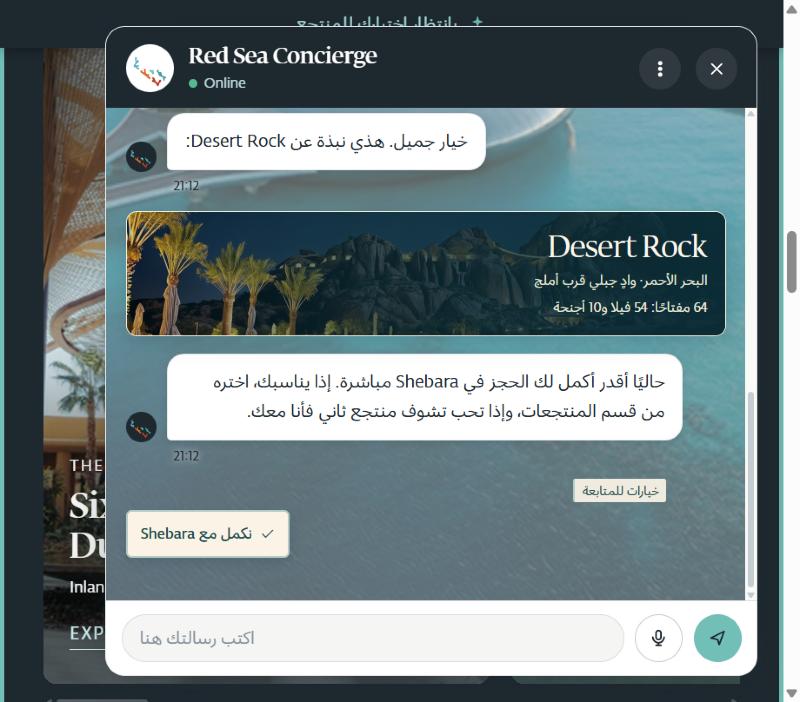 بانتظار اختيارك للمنتجع
Red Sea Concierge
Online
خيار جميل. هذي نبذة عن Desert Rock:
21:12
Desert Rock
البحر الأحمر· وادٍ جبلي قرب أملج
64 مفتاحًا: 54 فيلا و10 أجنحة
حاليًا أقدر أكمل لك الحجز في Shebara مباشرة. إذا يناسبك، اختره
من قسم المنتجعات، وإذا تحب تشوف منتجع ثاني فأنا معك.
21:12
خيارات للمتابعة
نكمل مع Shebara
اكتب رسالتك هنا
THE
Inlan
EXP